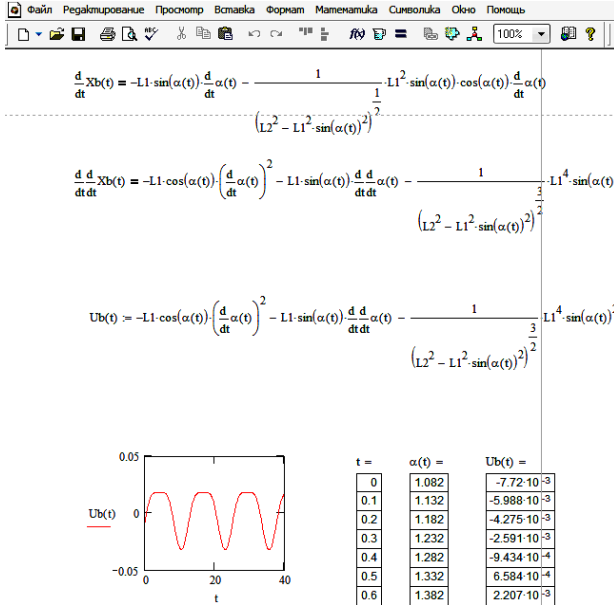 Файл Редактирование Просмотр Вставка Формат Математика Символика Окно Помощь
100%
d/dt Xb(t) = -L1·sin(α(t))·d/dt α(t) − 1/(L2² − L1²·sin(α(t))²)^(1/2)·L1²·sin(α(t))·cos(α(t))·d/dt α(t)
d/dt d/dt Xb(t) = -L1·cos(α(t))·(d/dt α(t))² − L1·sin(α(t))·d/dt d/dt α(t) − 1/(L2² − L1²·sin(α(t))²)^(3/2)·L1⁴·sin(α(t)
Ub(t) := -L1·cos(α(t))·(d/dt α(t))² − L1·sin(α(t))·d/dt d/dt α(t) − 1/(L2² − L1²·sin(α(t))²)^(3/2)·L1⁴·sin(α(t))²
0.05
Ub(t) 0
−0.05
0 20 40
t
t = α(t) = Ub(t) =
0 1.082 -7.72·10 -3
0.1 1.132 -5.988·10 -3
0.2 1.182 -4.275·10 -3
0.3 1.232 -2.591·10 -3
0.4 1.282 -9.434·10 -4
0.5 1.332 6.584·10 -4
0.6 1.382 2.207·10 -3